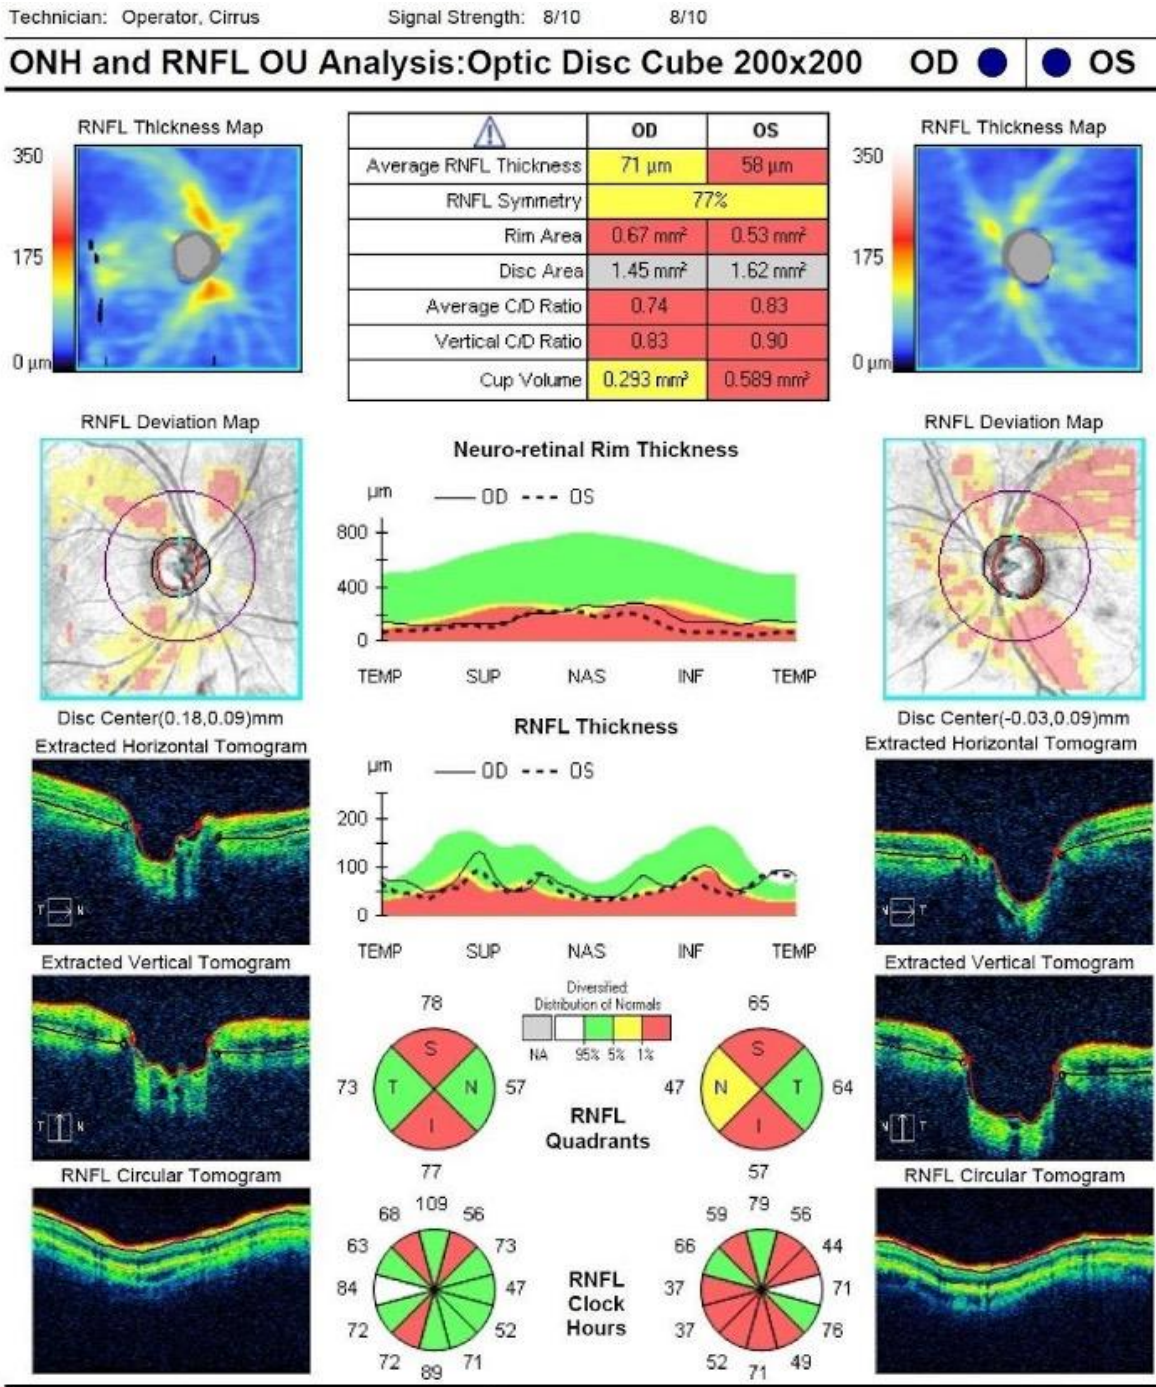 Technician: Operator, Cirrus Signal Strength: 8/10 8/10
ONH and RNFL OU Analysis:Optic Disc Cube 200x200 OD OS
RNFL Thickness Map
350
175
0 µm
OD OS
Average RNFL Thickness 71 µm 58 µm
RNFL Symmetry 77%
Rim Area 0.67 mm² 0.53 mm²
Disc Area 1.45 mm² 1.62 mm²
Average C/D Ratio 0.74 0.83
Vertical C/D Ratio 0.83 0.90
Cup Volume 0.293 mm³ 0.589 mm³
RNFL Thickness Map
350
175
0 µm
RNFL Deviation Map
Disc Center(0.18,0.09)mm
Neuro-retinal Rim Thickness
µm OD OS
800
400
0
TEMP SUP NAS INF TEMP
RNFL Deviation Map
Disc Center(-0.03,0.09)mm
Extracted Horizontal Tomogram
T N
RNFL Thickness
µm OD OS
200
100
0
TEMP SUP NAS INF TEMP
Extracted Horizontal Tomogram
N T
Extracted Vertical Tomogram
T N
Diversified:
Distribution of Normals
NA 95% 5% 1%
78
S
73 T N 57
I
77
RNFL
Quadrants
65
S
47 N T 64
I
57
Extracted Vertical Tomogram
N T
RNFL Circular Tomogram
109
68 56
63 73
84 47
72 52
72 71
89
RNFL
Clock
Hours
79
59 56
66 44
37 71
37 76
52 49
71
RNFL Circular Tomogram